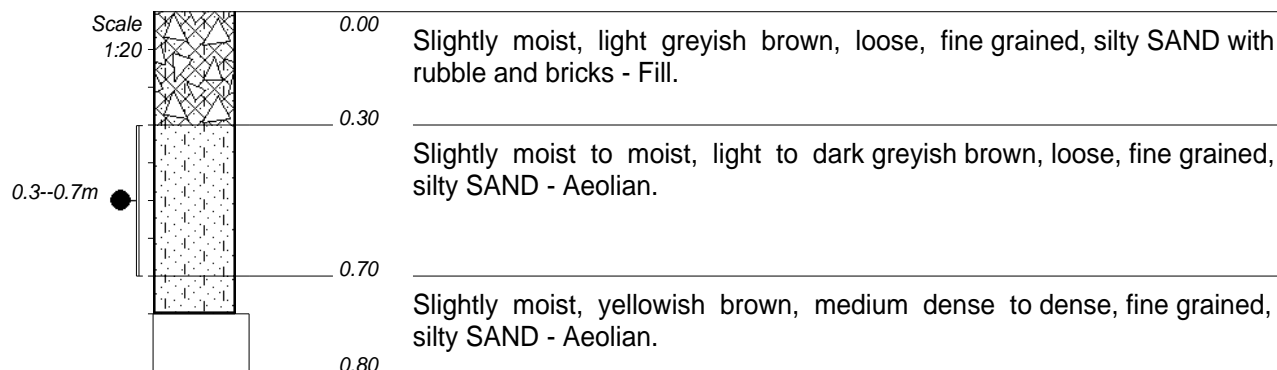 Scale
1:20
0.00
Slightly moist, light greyish brown, loose, fine grained, silty SAND with
rubble and bricks - Fill.
0.30
Slightly moist to moist, light to dark greyish brown, loose, fine grained,
silty SAND - Aeolian.
0.3--0.7m
0.70
Slightly moist, yellowish brown, medium dense to dense, fine grained,
silty SAND - Aeolian.
0.80